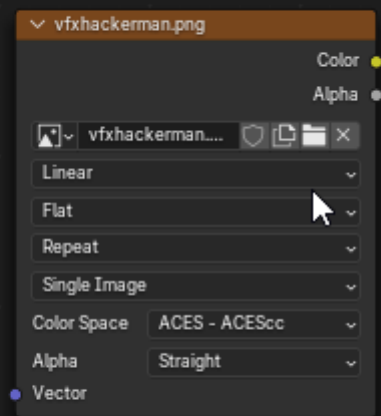 vfxhackerman.png
Color
Alpha
vfxhackerman....
Linear
Flat
Repeat
Single Image
Color Space ACES - ACEScc
Alpha Straight
Vector